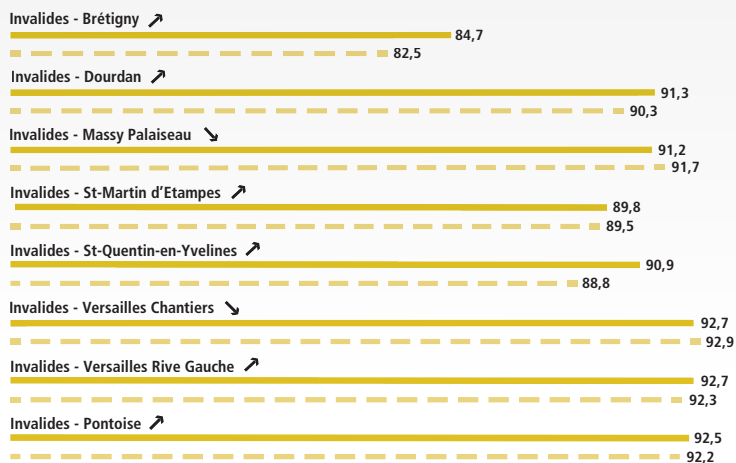 Invalides - Brétigny ↗
84,7
82,5
Invalides - Dourdan ↗
91,3
90,3
Invalides - Massy Palaiseau ↘
91,2
91,7
Invalides - St-Martin d’Etampes ↗
89,8
89,5
Invalides - St-Quentin-en-Yvelines ↗
90,9
88,8
Invalides - Versailles Chantiers ↘
92,7
92,9
Invalides - Versailles Rive Gauche ↗
92,7
92,3
Invalides - Pontoise ↗
92,5
92,2